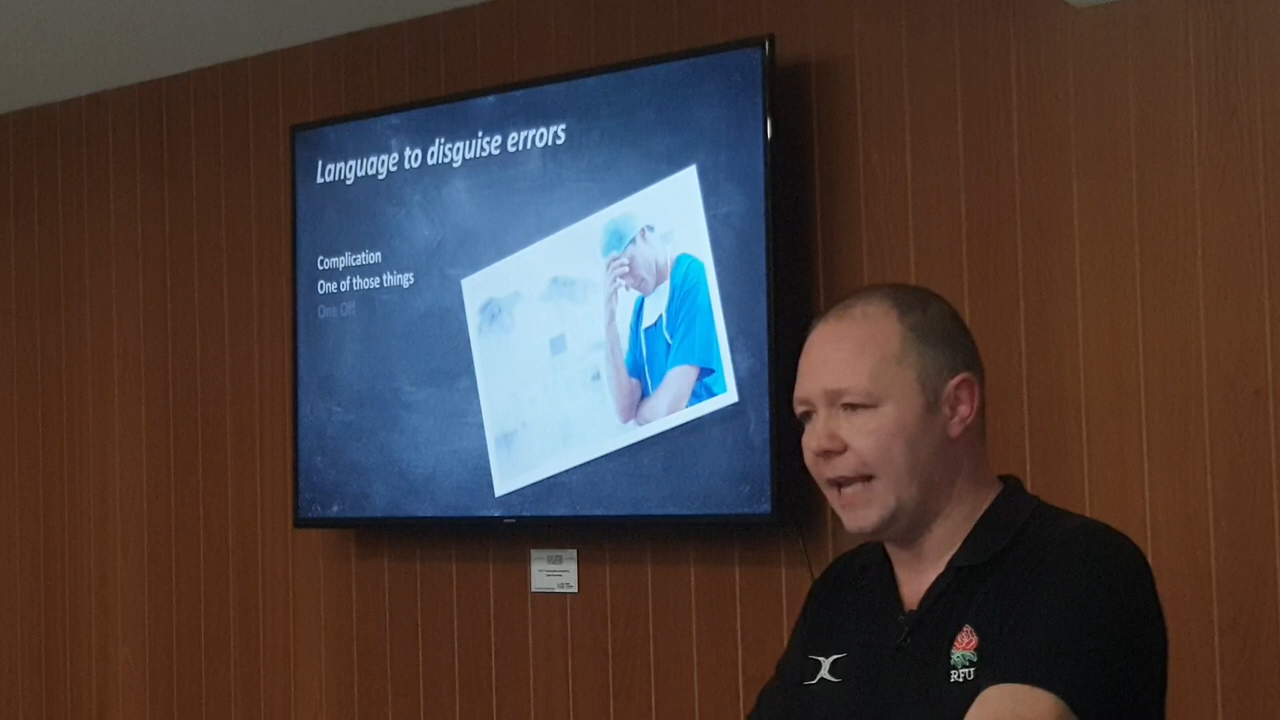 Language to disguise errors
Complication
One of those things
One Off
RFU